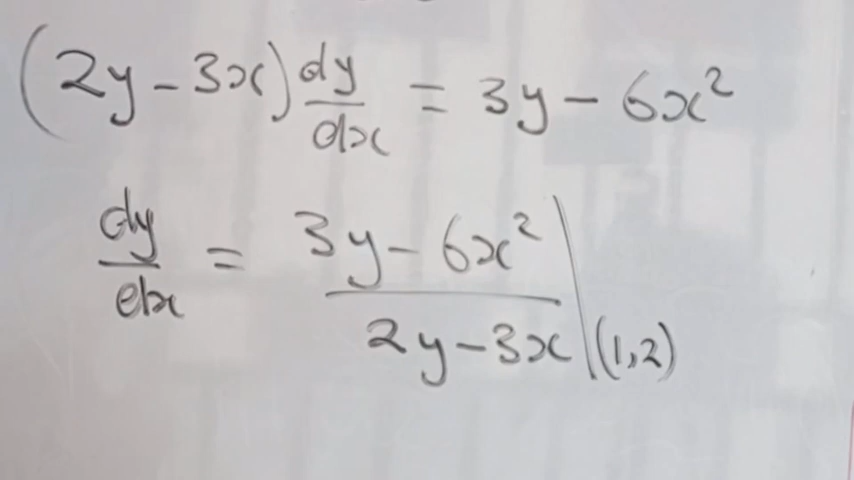 (2y-3x) dy/dx = 3y - 6x²
dy/dx = (3y - 6x²)/(2y-3x) |(1,2)